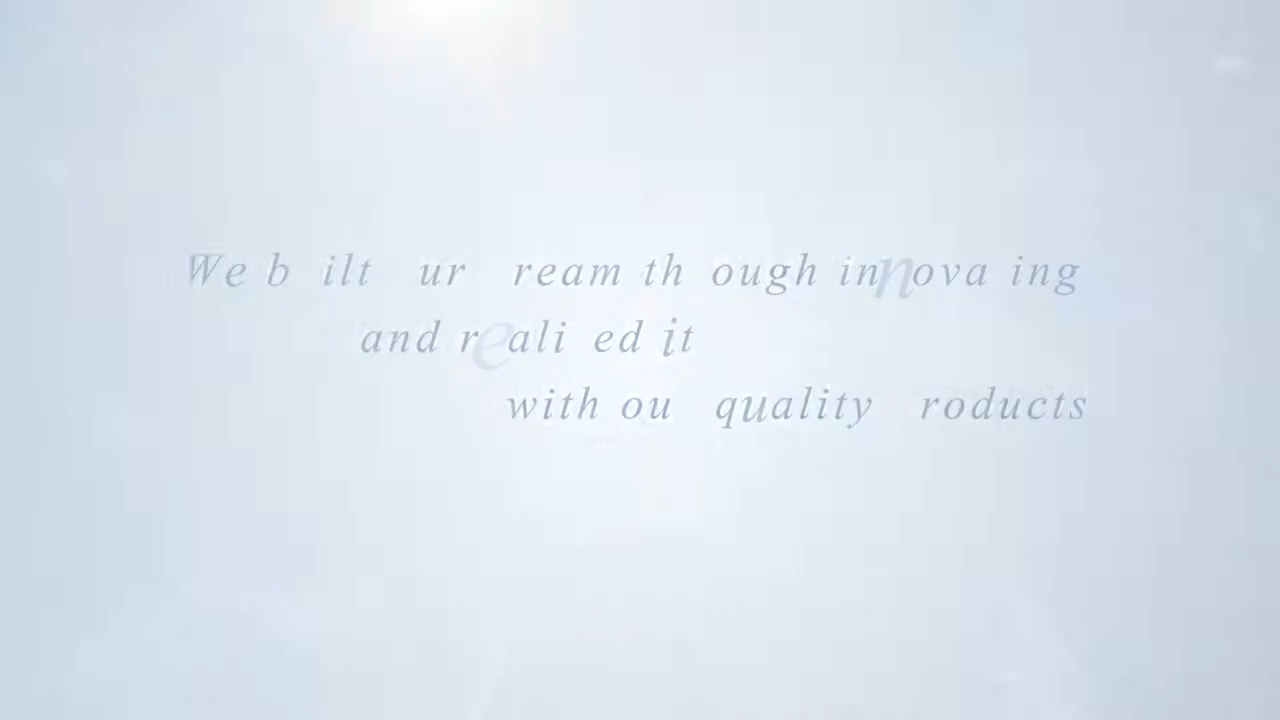 We b ilt ur ream th ough innova ing
and reali ed it
with ou quality roducts